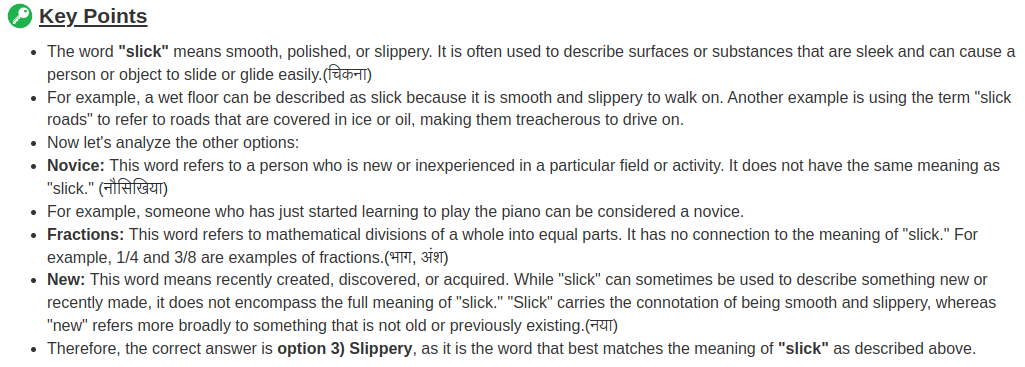 Key Points
• The word "slick" means smooth, polished, or slippery. It is often used to describe surfaces or substances that are sleek and can cause a
person or object to slide or glide easily.(चिकना)
• For example, a wet floor can be described as slick because it is smooth and slippery to walk on. Another example is using the term "slick
roads" to refer to roads that are covered in ice or oil, making them treacherous to drive on.
• Now let's analyze the other options:
• Novice: This word refers to a person who is new or inexperienced in a particular field or activity. It does not have the same meaning as
"slick." (नौसिखिया)
• For example, someone who has just started learning to play the piano can be considered a novice.
• Fractions: This word refers to mathematical divisions of a whole into equal parts. It has no connection to the meaning of "slick." For
example, 1/4 and 3/8 are examples of fractions.(भाग, अंश)
• New: This word means recently created, discovered, or acquired. While "slick" can sometimes be used to describe something new or
recently made, it does not encompass the full meaning of "slick." "Slick" carries the connotation of being smooth and slippery, whereas
"new" refers more broadly to something that is not old or previously existing.(नया)
• Therefore, the correct answer is option 3) Slippery, as it is the word that best matches the meaning of "slick" as described above.